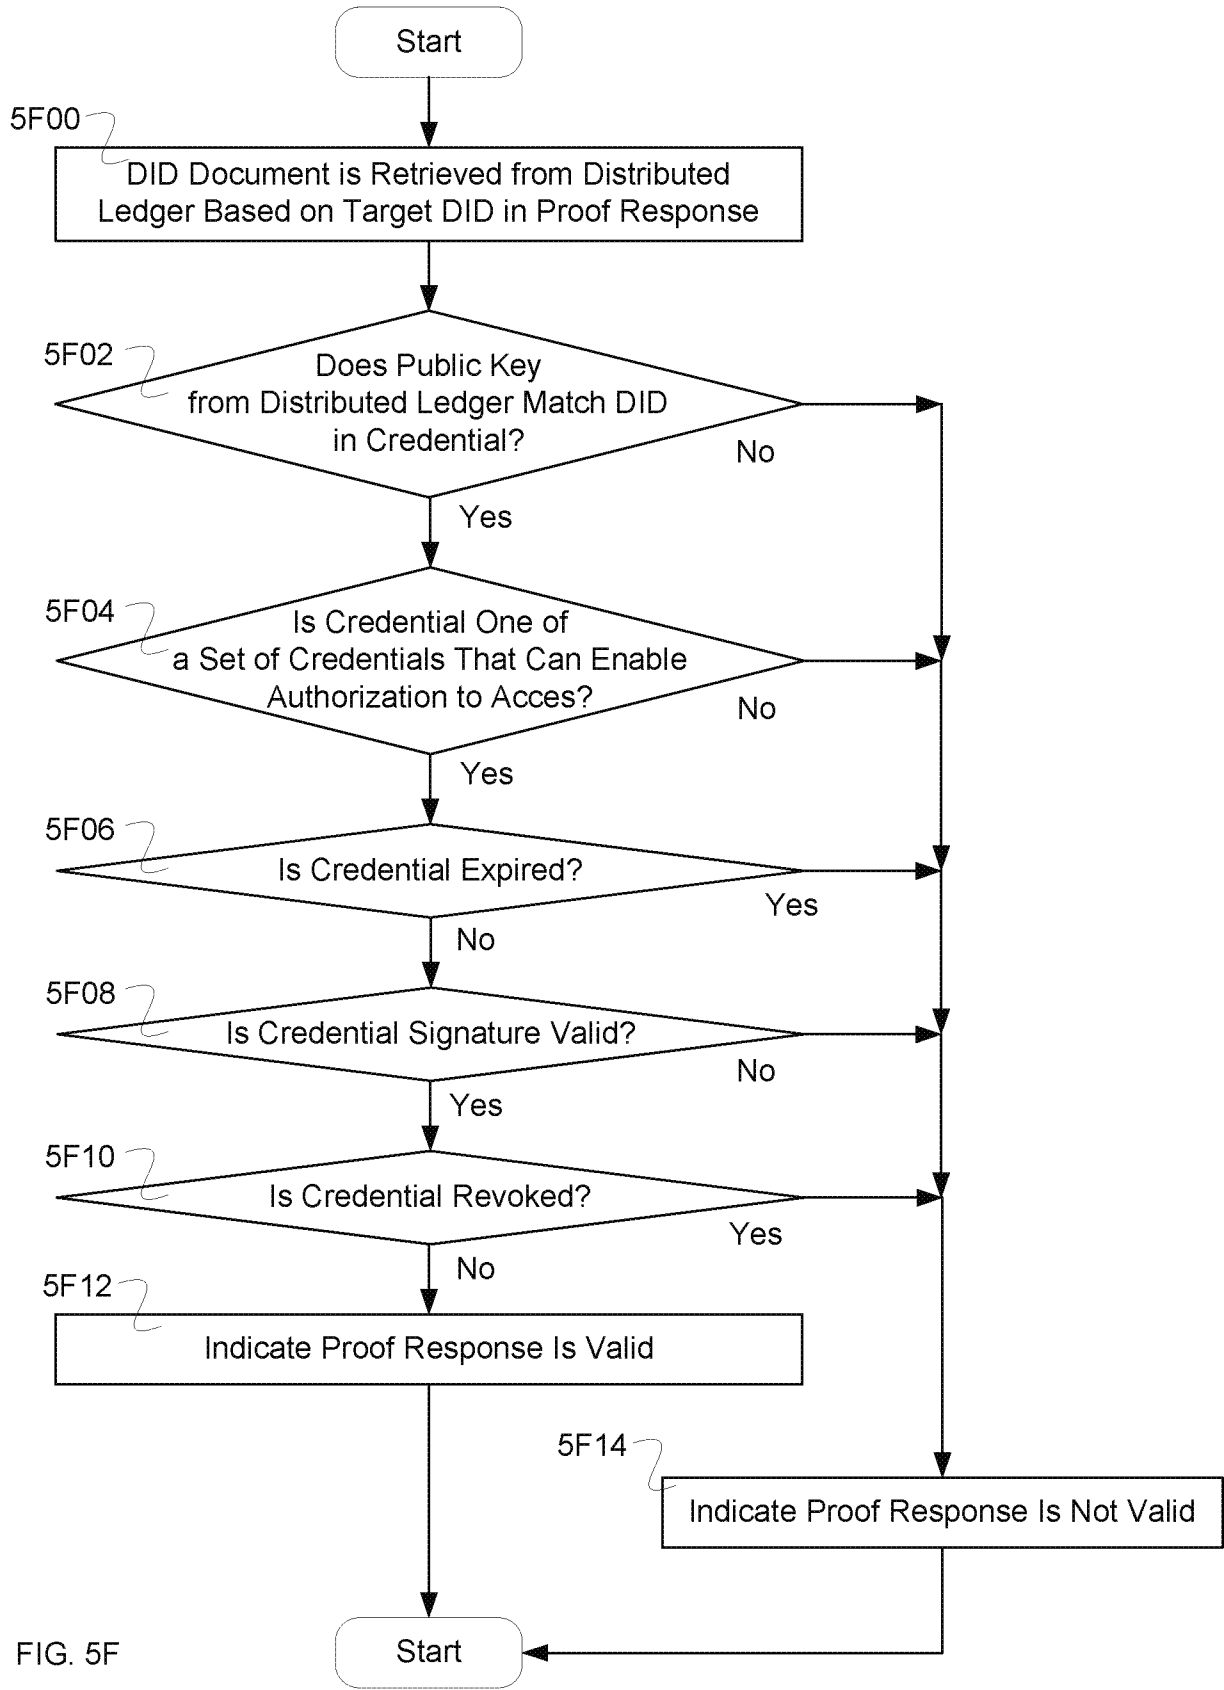 Start
5F00
DID Document is Retrieved from Distributed
Ledger Based on Target DID in Proof Response
5F02
Does Public Key
from Distributed Ledger Match DID
in Credential?
No
Yes
5F04
Is Credential One of
a Set of Credentials That Can Enable
Authorization to Acces?
No
Yes
5F06
Is Credential Expired?
Yes
No
5F08
Is Credential Signature Valid?
No
Yes
5F10
Is Credential Revoked?
Yes
No
5F12
Indicate Proof Response Is Valid
5F14
Indicate Proof Response Is Not Valid
Start
FIG. 5F